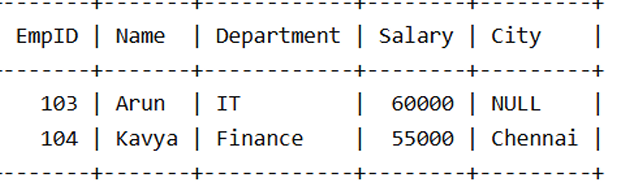 --------+--------+------------+--------+---------+
EmpID | Name | Department | Salary | City |
--------+--------+------------+--------+---------+
103 | Arun | IT | 60000 | NULL |
104 | Kavya | Finance | 55000 | Chennai |
--------+--------+------------+--------+---------+